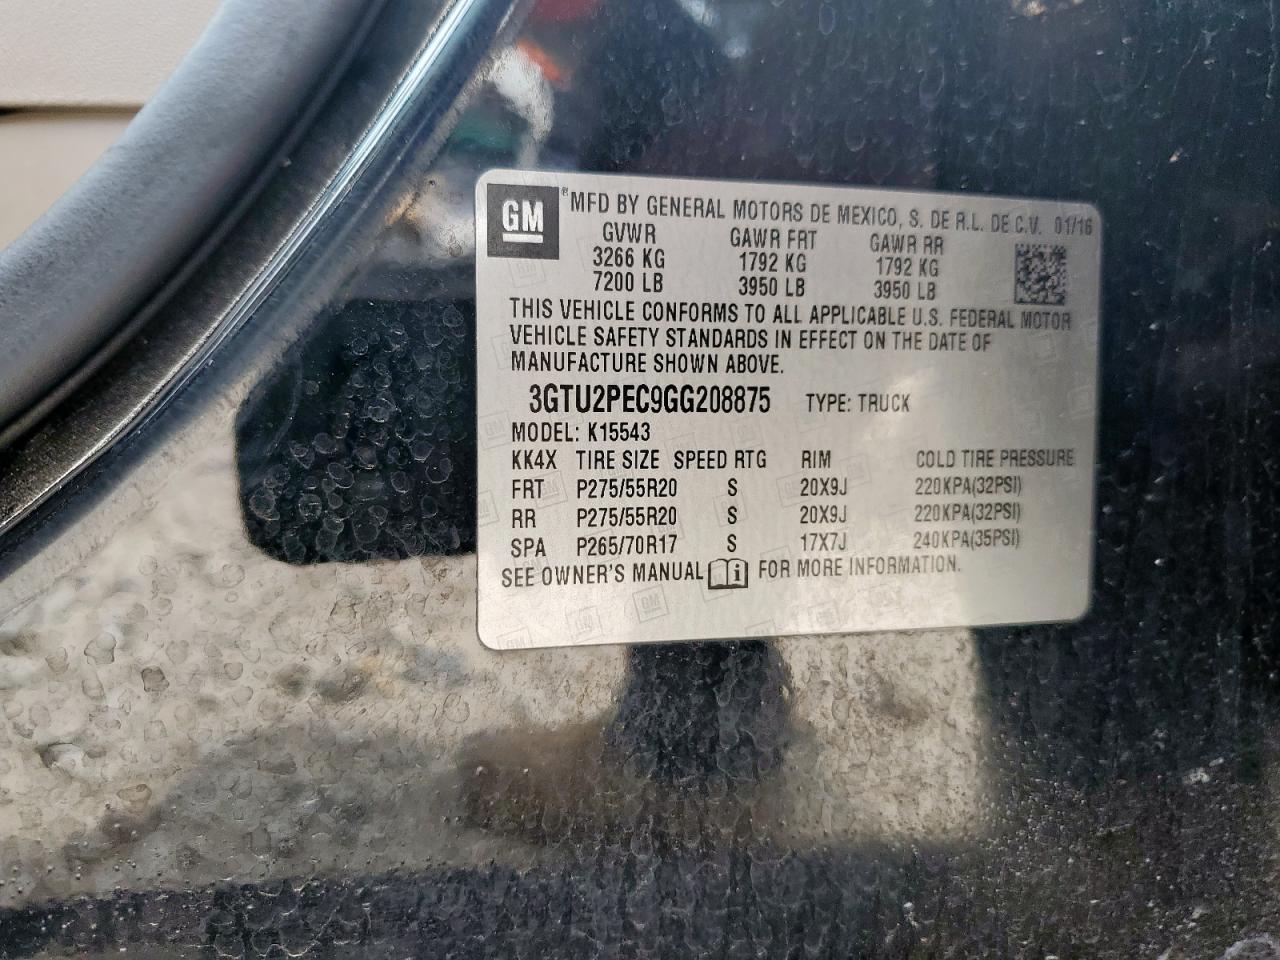 GM ® MFD BY GENERAL MOTORS DE MEXICO, S. DE R.L. DE C.V. 01/16
GVWR GAWR FRT GAWR RR
3266 KG 1792 KG 1792 KG
7200 LB 3950 LB 3950 LB
THIS VEHICLE CONFORMS TO ALL APPLICABLE U.S. FEDERAL MOTOR
VEHICLE SAFETY STANDARDS IN EFFECT ON THE DATE OF
MANUFACTURE SHOWN ABOVE.
3GTU2PEC9GG208875 TYPE: TRUCK
MODEL: K15543
KK4X TIRE SIZE SPEED RTG RIM COLD TIRE PRESSURE
FRT P275/55R20 S 20X9J 220KPA(32PSI)
RR P275/55R20 S 20X9J 220KPA(32PSI)
SPA P265/70R17 S 17X7J 240KPA(35PSI)
SEE OWNER'S MANUAL i FOR MORE INFORMATION.